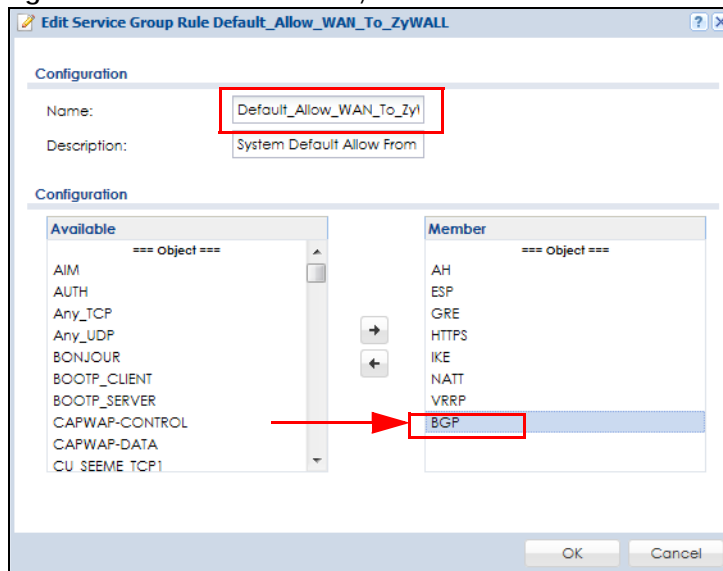 Edit Service Group Rule Default_Allow_WAN_To_ZyWALL
Configuration
Name: Default_Allow_WAN_To_ZyW
Description: System Default Allow From
Configuration
Available
=== Object ===
AIM
AUTH
Any_TCP
Any_UDP
BONJOUR
BOOTP_CLIENT
BOOTP_SERVER
CAPWAP-CONTROL
CAPWAP-DATA
CU_SEEME_TCP1
Member
=== Object ===
AH
ESP
GRE
HTTPS
IKE
NATT
VRRP
BGP
OK Cancel